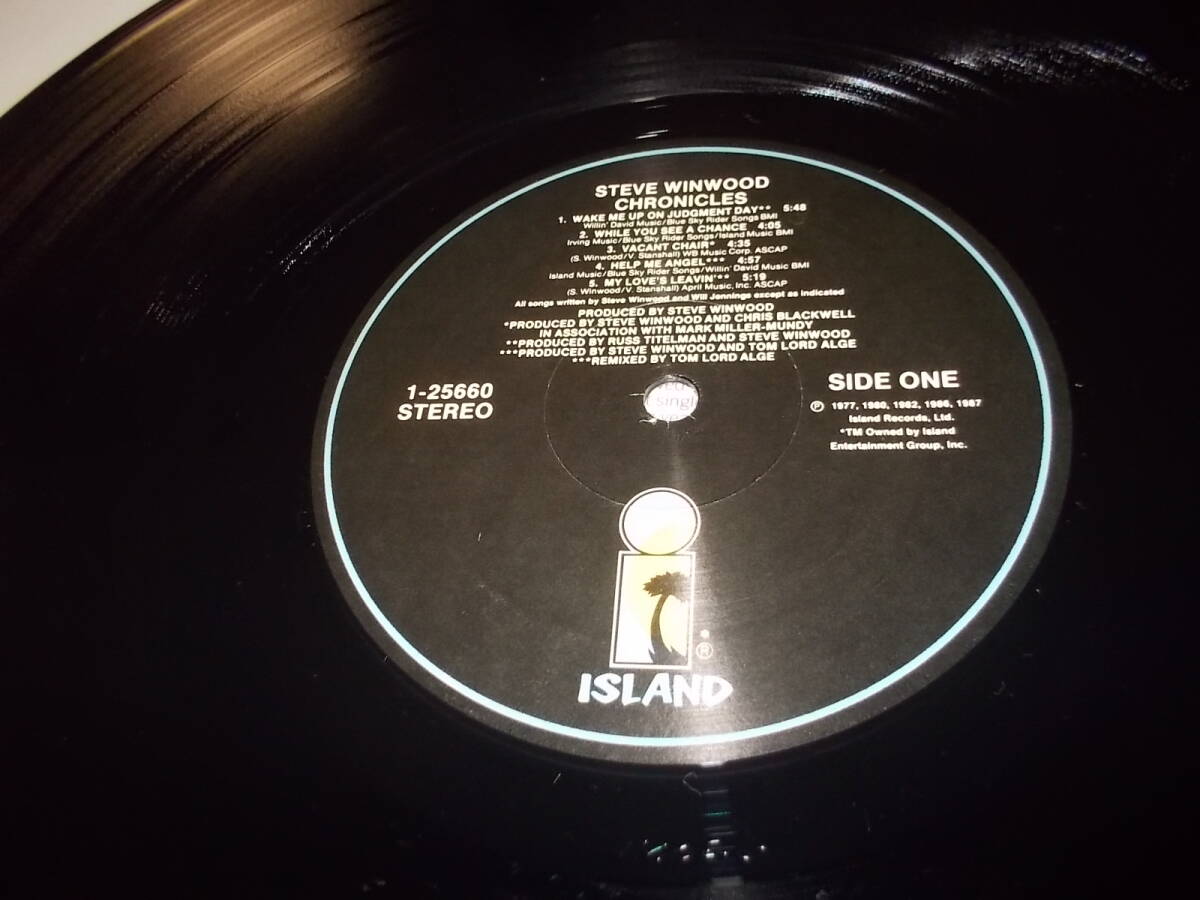 STEVE WINWOOD
CHRONICLES
1. WAKE ME UP ON JUDGMENT DAY** 5:48
Willin' David Music/Blue Sky Rider Songs BMI
2. WHILE YOU SEE A CHANCE 4:05
Irving Music/Blue Sky Rider Songs/Island Music BMI
3. VACANT CHAIR* 4:35
(S. Winwood/V. Stanshall) WB Music Corp. ASCAP
4. HELP ME ANGEL*** 4:57
Island Music/Blue Sky Rider Songs/Willin' David Music BMI
5. MY LOVE'S LEAVIN'** 5:19
(S. Winwood/V. Stanshall) April Music, Inc. ASCAP
All songs written by Steve Winwood and Will Jennings except as indicated
PRODUCED BY STEVE WINWOOD
*PRODUCED BY STEVE WINWOOD AND CHRIS BLACKWELL
IN ASSOCIATION WITH MARK MILLER-MUNDY
**PRODUCED BY RUSS TITELMAN AND STEVE WINWOOD
***PRODUCED BY STEVE WINWOOD AND TOM LORD ALGE
***REMIXED BY TOM LORD ALGE
1-25660
STEREO
SIDE ONE
℗ 1977, 1980, 1982, 1986, 1987
Island Records, Ltd.
*TM Owned by Island
Entertainment Group, Inc.
singl
®
ISLAND